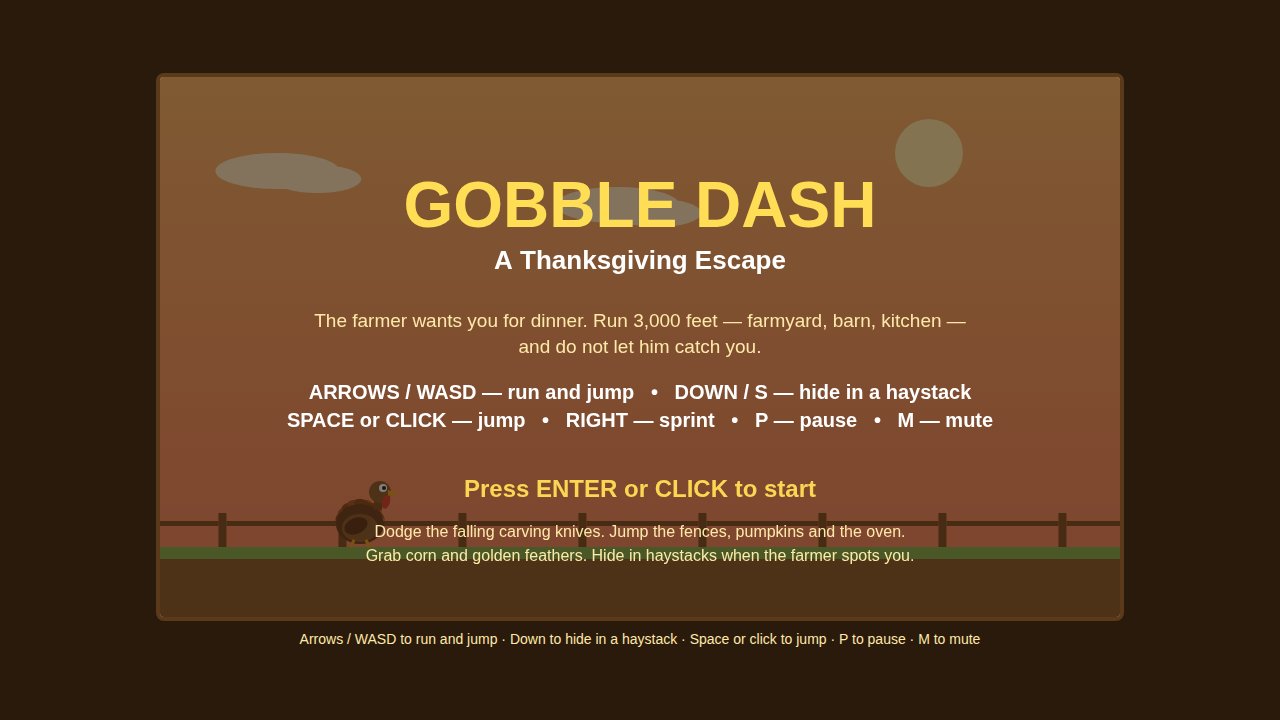 GOBBLE DASH
A Thanksgiving Escape
The farmer wants you for dinner. Run 3,000 feet — farmyard, barn, kitchen —
and do not let him catch you.
ARROWS / WASD — run and jump • DOWN / S — hide in a haystack
SPACE or CLICK — jump • RIGHT — sprint • P — pause • M — mute
Press ENTER or CLICK to start
Dodge the falling carving knives. Jump the fences, pumpkins and the oven.
Grab corn and golden feathers. Hide in haystacks when the farmer spots you.
Arrows / WASD to run and jump · Down to hide in a haystack · Space or click to jump · P to pause · M to mute